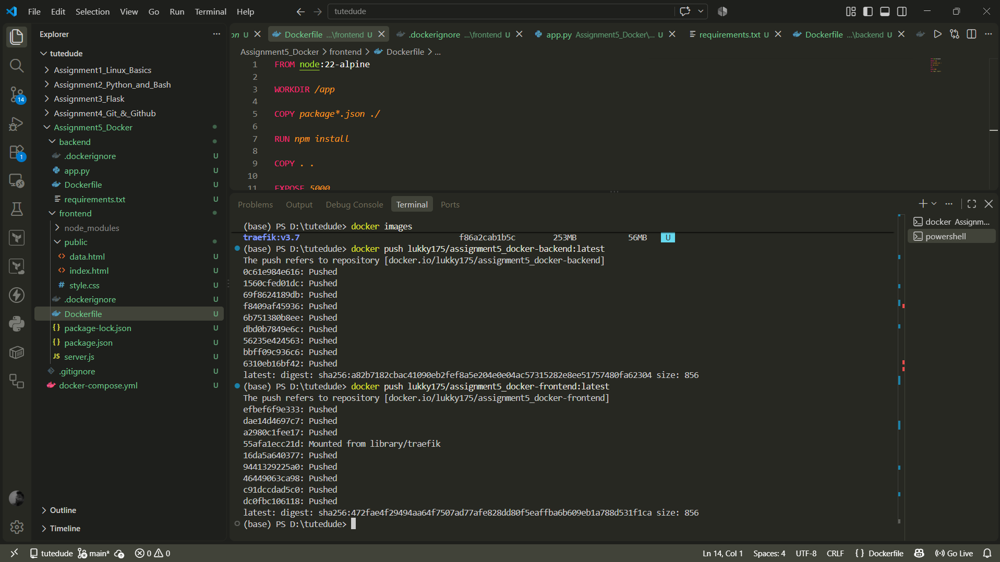 File Edit Selection View Go Run Terminal Help
tutedude
Explorer
tutedude
Assignment1_Linux_Basics
Assignment2_Python_and_Bash
Assignment3_Flask
Assignment4_Git_&_Github
Assignment5_Docker
backend
.dockerignore U
app.py U
Dockerfile U
requirements.txt U
frontend
node_modules
public
data.html U
index.html U
style.css U
.dockerignore U
Dockerfile U
package-lock.json U
package.json U
server.js U
.gitignore U
docker-compose.yml U
Outline
Timeline
14
1
on U
Dockerfile ...\frontend U
.dockerignore ...\frontend U
app.py Assignment5_Docker\... U
requirements.txt U
Dockerfile ...\backend U
Assignment5_Docker > frontend > Dockerfile > ...
1 FROM node:22-alpine
2
3 WORKDIR /app
4
5 COPY package*.json ./
6
7 RUN npm install
8
9 COPY . .
10
11 EXPOSE 5000
Problems Output Debug Console Terminal Ports
(base) PS D:\tutedude> docker images
traefik:v3.7 f86a2cab1b5c 253MB 56MB U
(base) PS D:\tutedude> docker push lukky175/assignment5_docker-backend:latest
The push refers to repository [docker.io/lukky175/assignment5_docker-backend]
0c61e984e616: Pushed
1560cfed01dc: Pushed
69f8624189db: Pushed
f8409af45936: Pushed
6b751380b8ee: Pushed
dbd0b7849e6c: Pushed
56235e424563: Pushed
bbff09c936c6: Pushed
6310eb16bf42: Pushed
latest: digest: sha256:a82b7182cbac41090eb2fef8a5e204e0e04ac57315282e8ee51757480fa62304 size: 856
(base) PS D:\tutedude> docker push lukky175/assignment5_docker-frontend:latest
The push refers to repository [docker.io/lukky175/assignment5_docker-frontend]
efbef6f9e333: Pushed
dae14d4697c7: Pushed
a2980c1fee17: Pushed
55afa1ecc21d: Mounted from library/traefik
16da5a640377: Pushed
9441329225a0: Pushed
46449063ca98: Pushed
c91dccdad5c0: Pushed
dc0fbc106118: Pushed
latest: digest: sha256:472fae4f29494aa64f7507ad77afe828dd80f5eaffba6b609eb1a788d531f1ca size: 856
(base) PS D:\tutedude>
docker Assignm...
powershell
tutedude main* 0 0
Ln 14, Col 1 Spaces: 4 UTF-8 CRLF {} Dockerfile Go Live